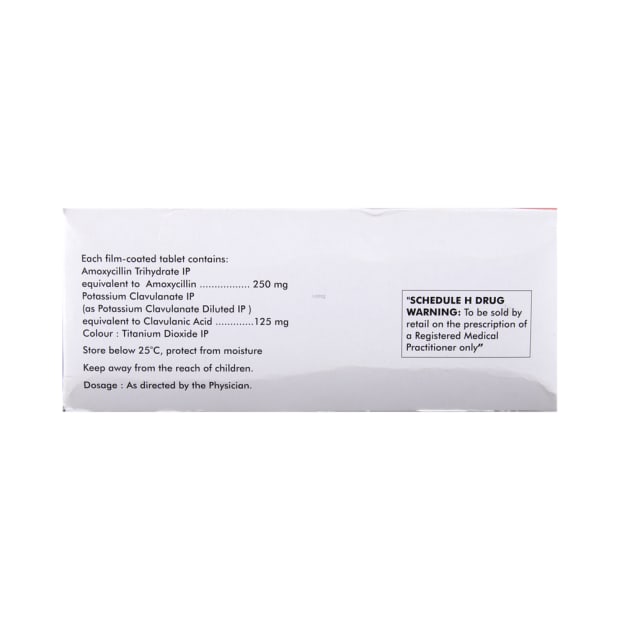 Each film-coated tablet contains:
Amoxycillin Trihydrate IP
equivalent to Amoxycillin ................. 250 mg
Potassium Clavulanate IP
(as Potassium Clavulanate Diluted IP )
equivalent to Clavulanic Acid .............125 mg
Colour : Titanium Dioxide IP
Store below 25°C, protect from moisture
Keep away from the reach of children.
Dosage : As directed by the Physician.
"SCHEDULE H DRUG
WARNING: To be sold by
retail on the prescription of
a Registered Medical
Practitioner only"